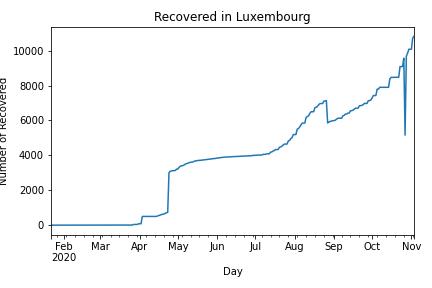 Recovered in Luxembourg
Number of Recovered
10000
8000
6000
4000
2000
0
Feb Mar Apr May Jun Jul Aug Sep Oct Nov
2020
Day